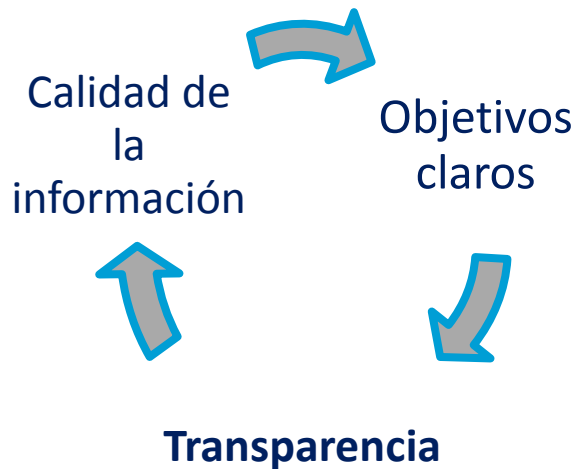 Calidad de
la
información
Objetivos
claros
Transparencia